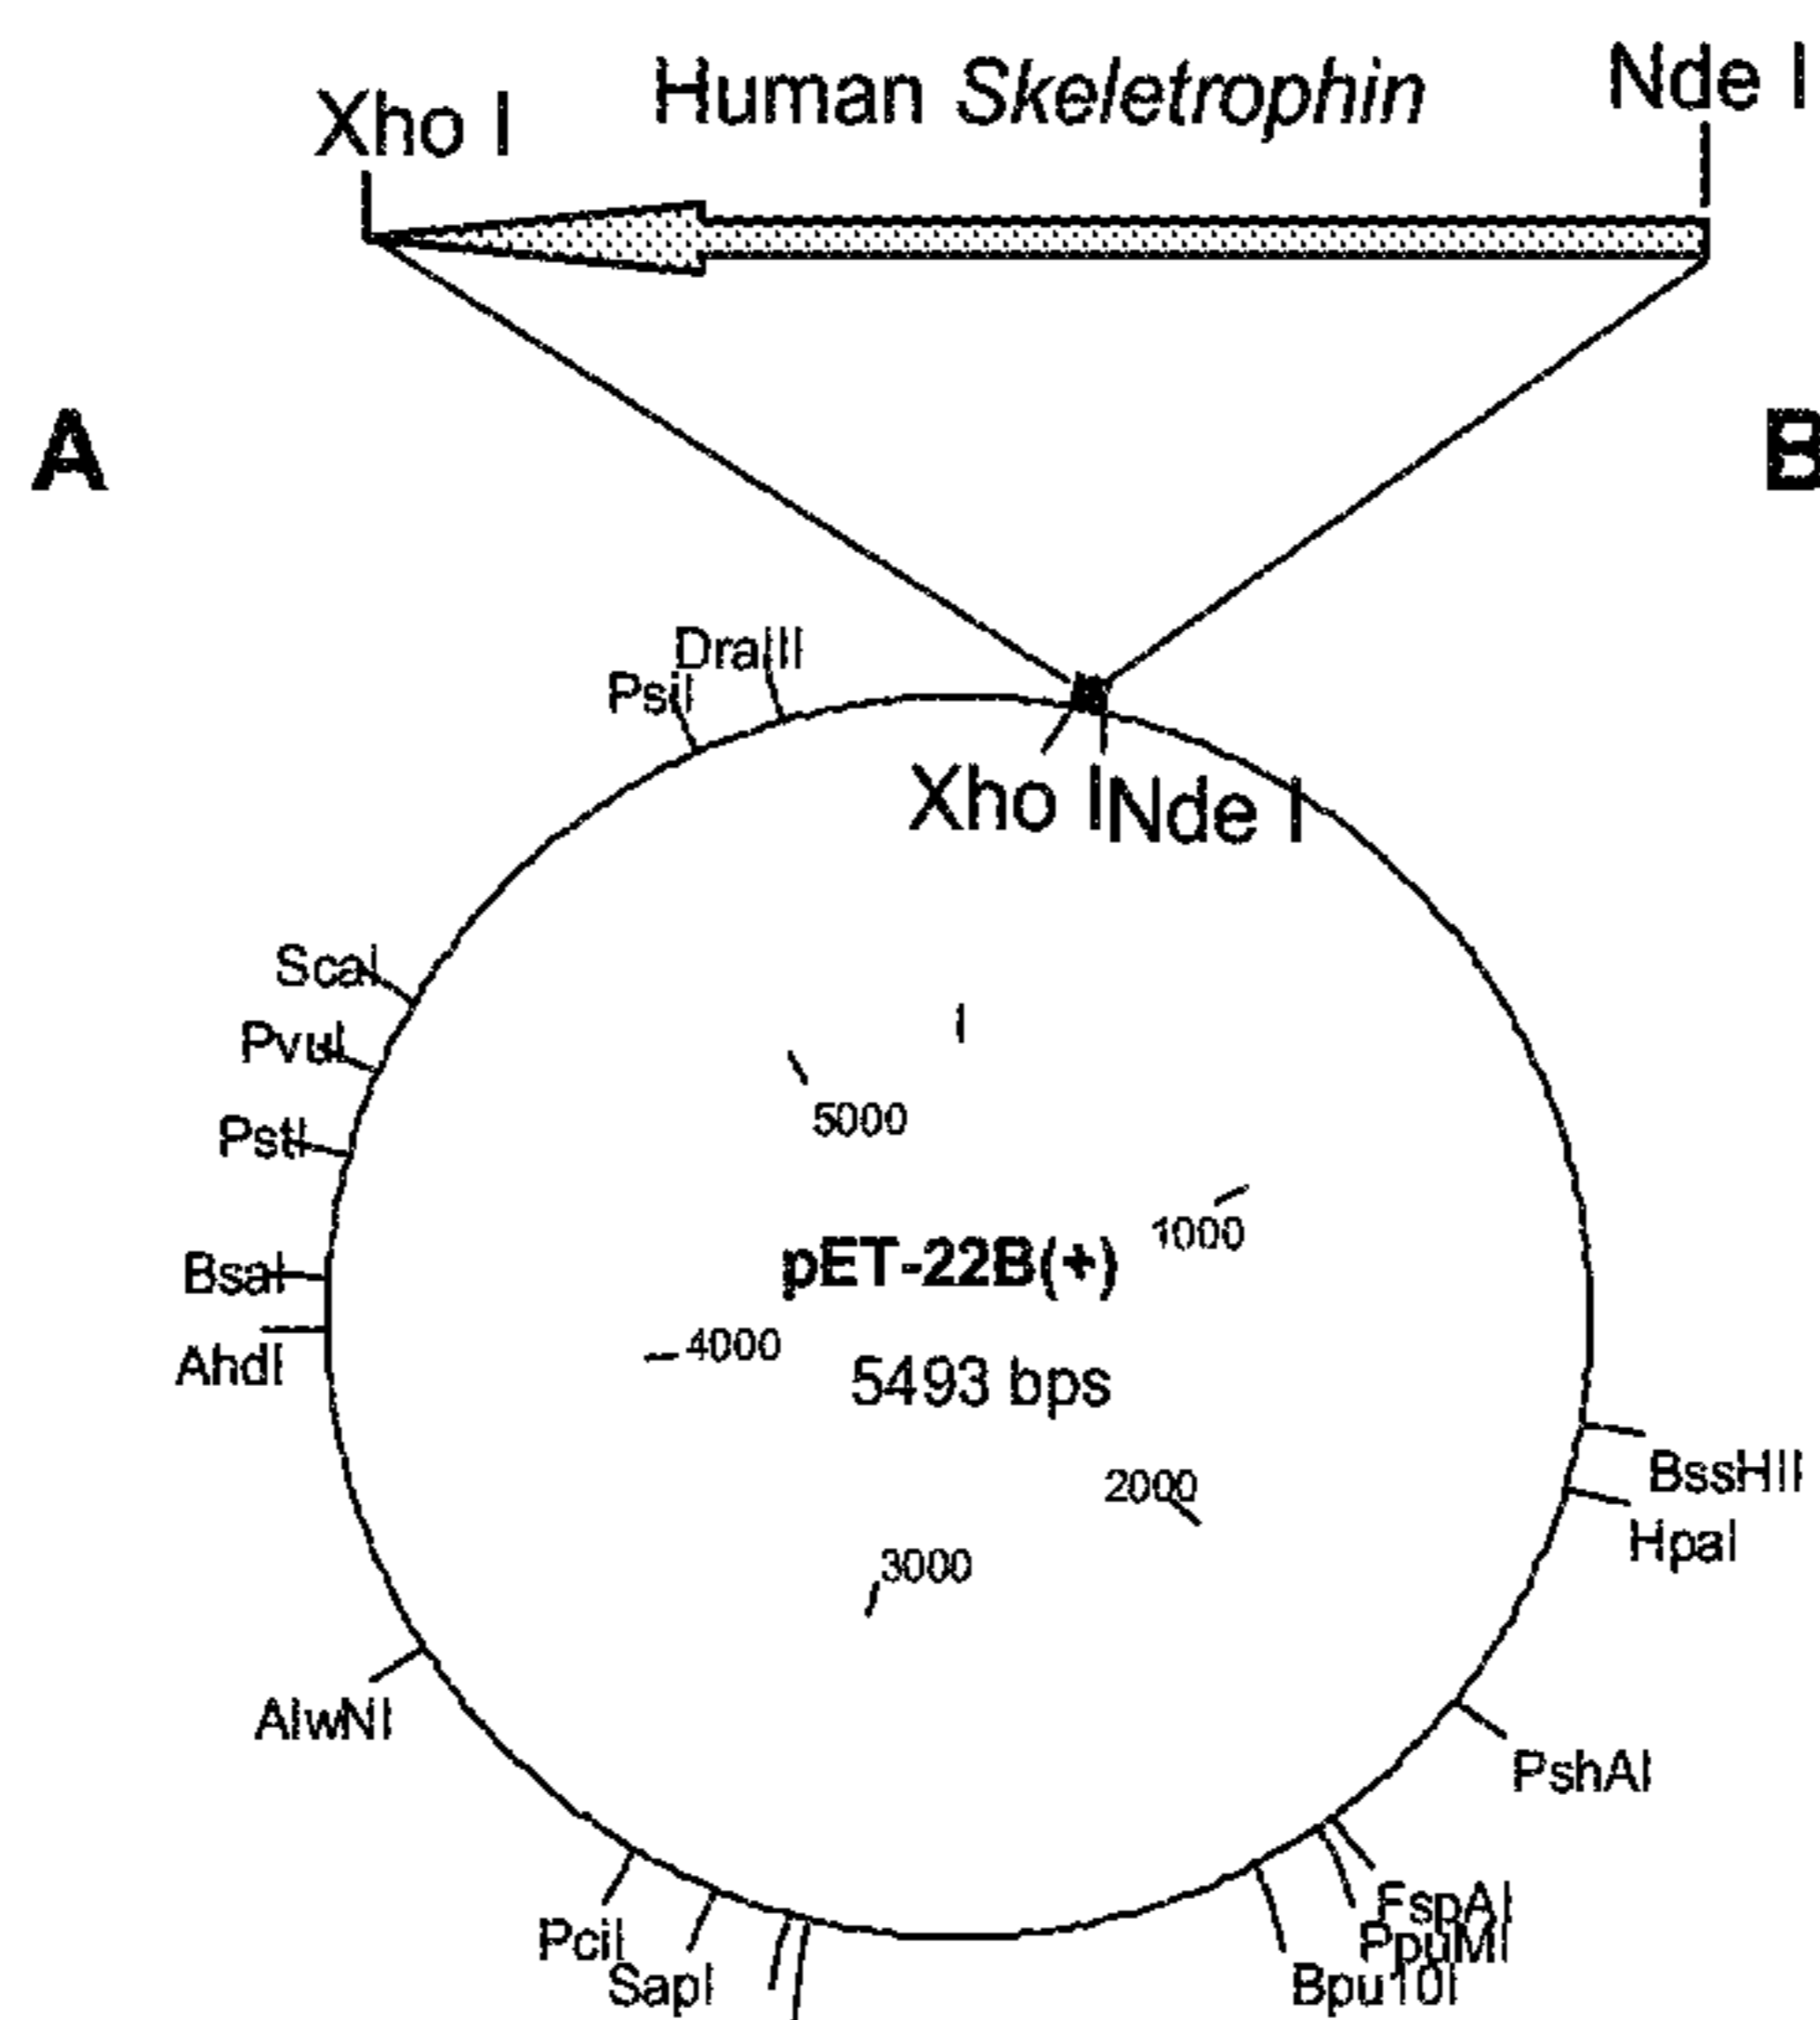 Human Skeletrophin
Xho I
Nde I
A
B
DraIII
PsiI
Xho I
Nde I
ScaI
PvuI
PstI
BsaI
AhdI
5000
1000
pET-22B(+)
4000
5493 bps
2000
3000
BssHII
HpaI
AlwNI
PshAI
FspAI
PpuMI
Bpu10I
PciI
SapI